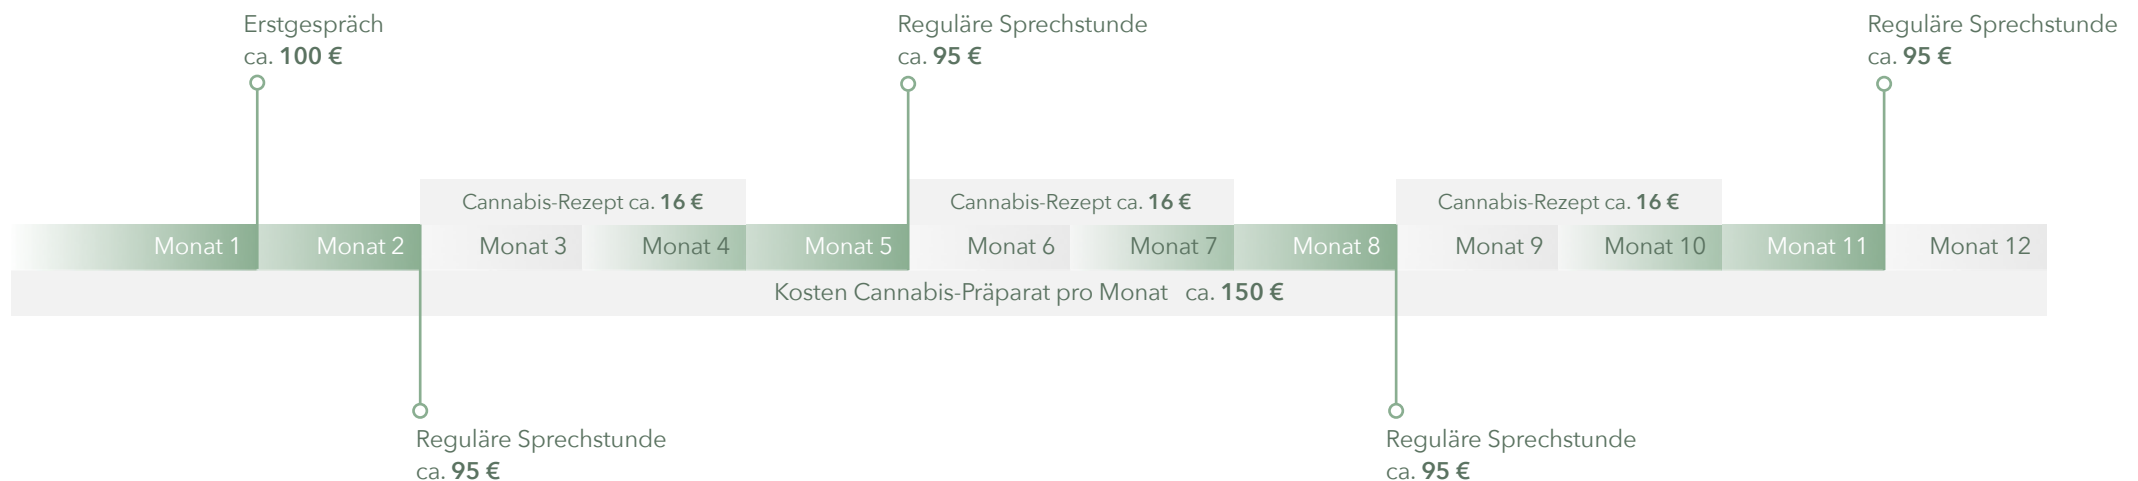 Erstgespräch
ca. 100 €
Reguläre Sprechstunde
ca. 95 €
Reguläre Sprechstunde
ca. 95 €
Cannabis-Rezept ca. 16 €
Cannabis-Rezept ca. 16 €
Cannabis-Rezept ca. 16 €
Monat 1
Monat 2
Monat 3
Monat 4
Monat 5
Monat 6
Monat 7
Monat 8
Monat 9
Monat 10
Monat 11
Monat 12
Kosten Cannabis-Präparat pro Monat ca. 150 €
Reguläre Sprechstunde
ca. 95 €
Reguläre Sprechstunde
ca. 95 €